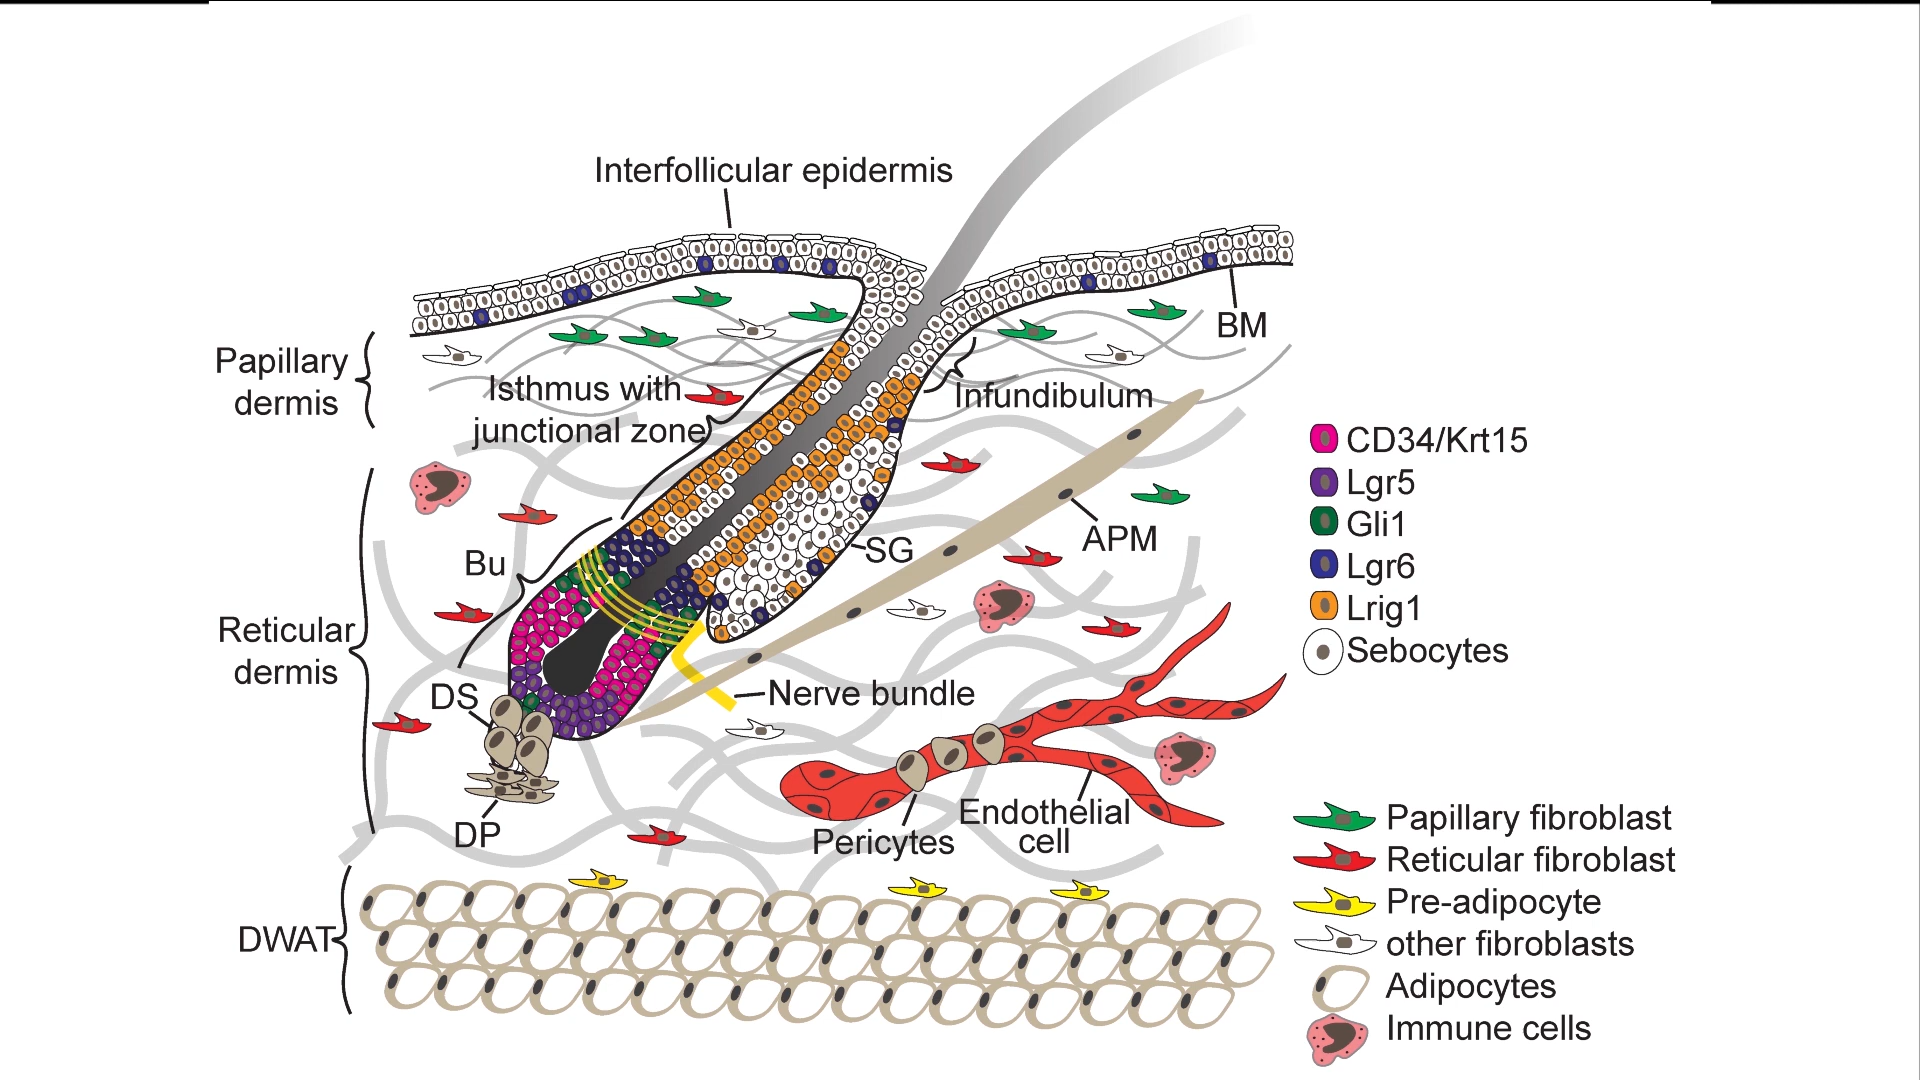 Interfollicular epidermis
BM
Papillary
dermis
Isthmus with
junctional zone
Infundibulum
APM
SG
Bu
Reticular
dermis
DS
Nerve bundle
DP
Pericytes
Endothelial
cell
DWAT
CD34/Krt15
Lgr5
Gli1
Lgr6
Lrig1
Sebocytes
Papillary fibroblast
Reticular fibroblast
Pre-adipocyte
other fibroblasts
Adipocytes
Immune cells